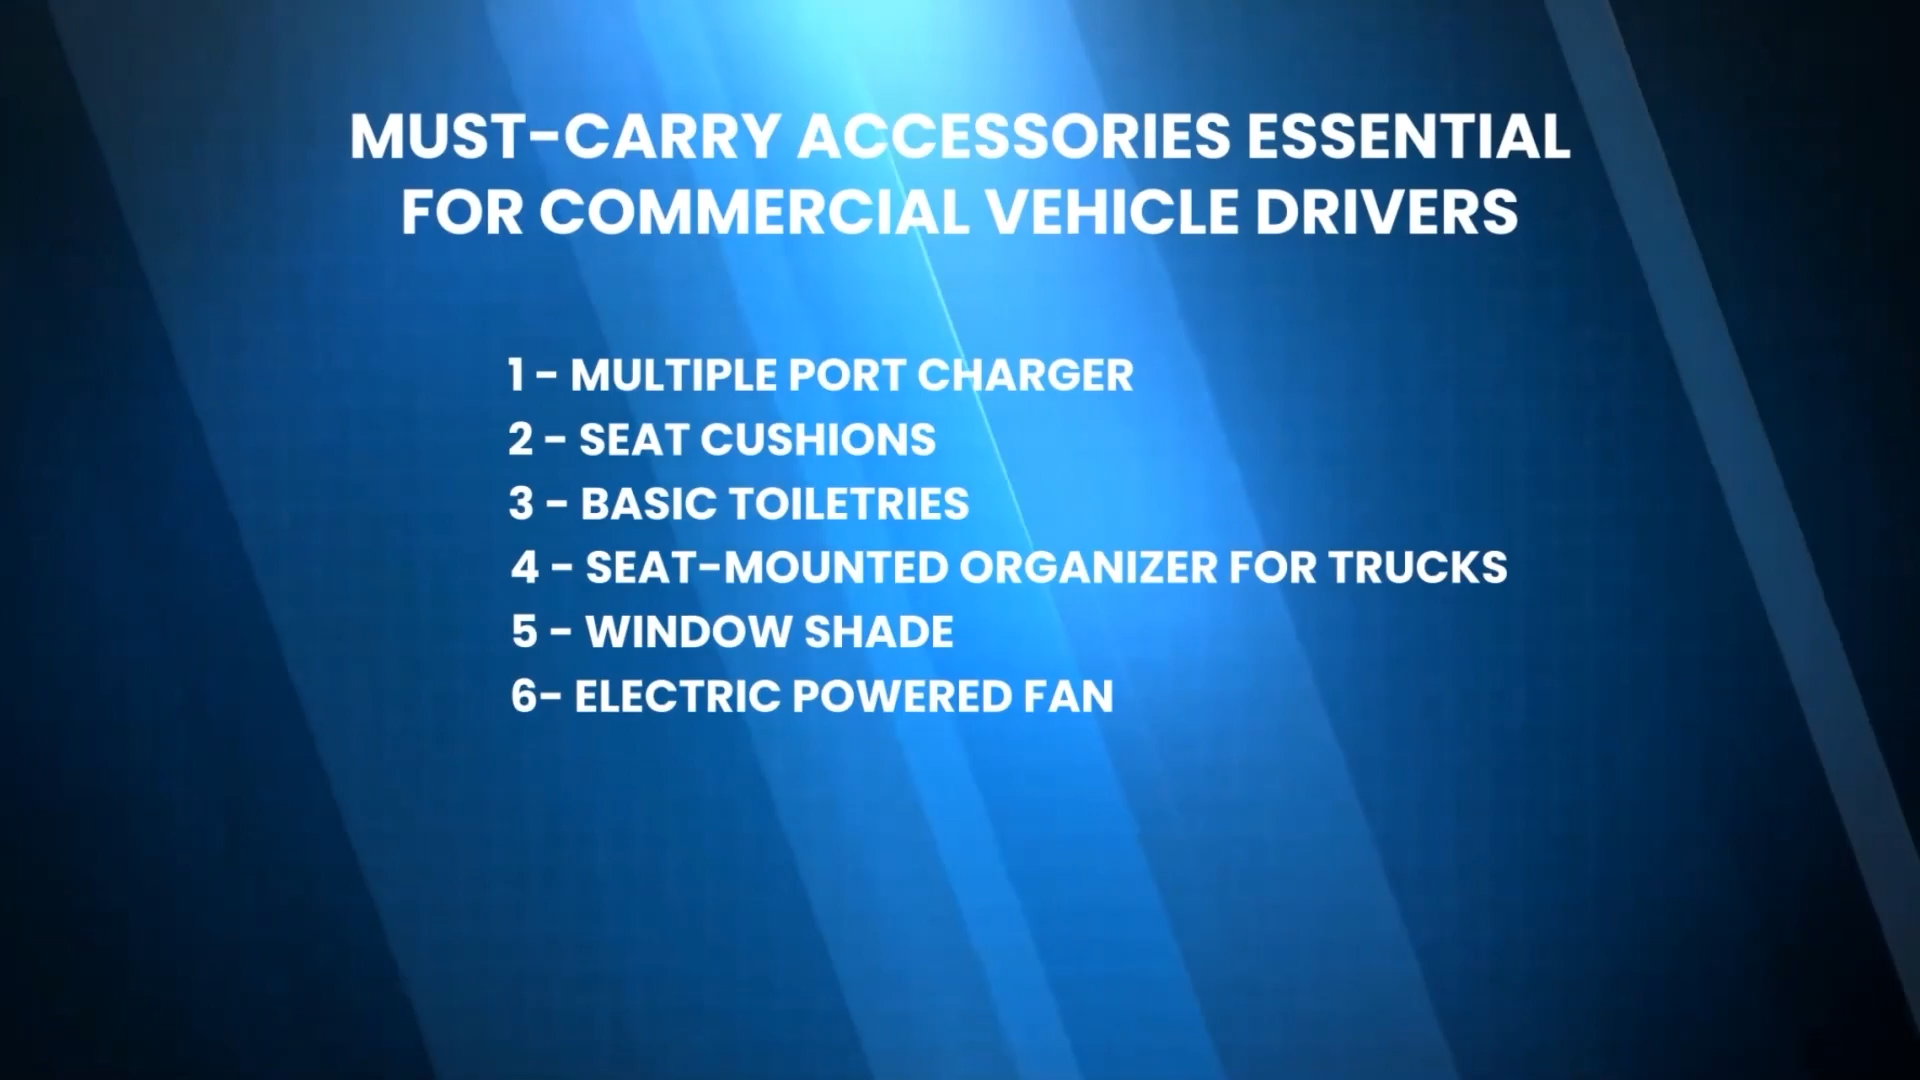 MUST-CARRY ACCESSORIES ESSENTIAL
FOR COMMERCIAL VEHICLE DRIVERS
1 - MULTIPLE PORT CHARGER
2 - SEAT CUSHIONS
3 - BASIC TOILETRIES
4 - SEAT-MOUNTED ORGANIZER FOR TRUCKS
5 - WINDOW SHADE
6- ELECTRIC POWERED FAN